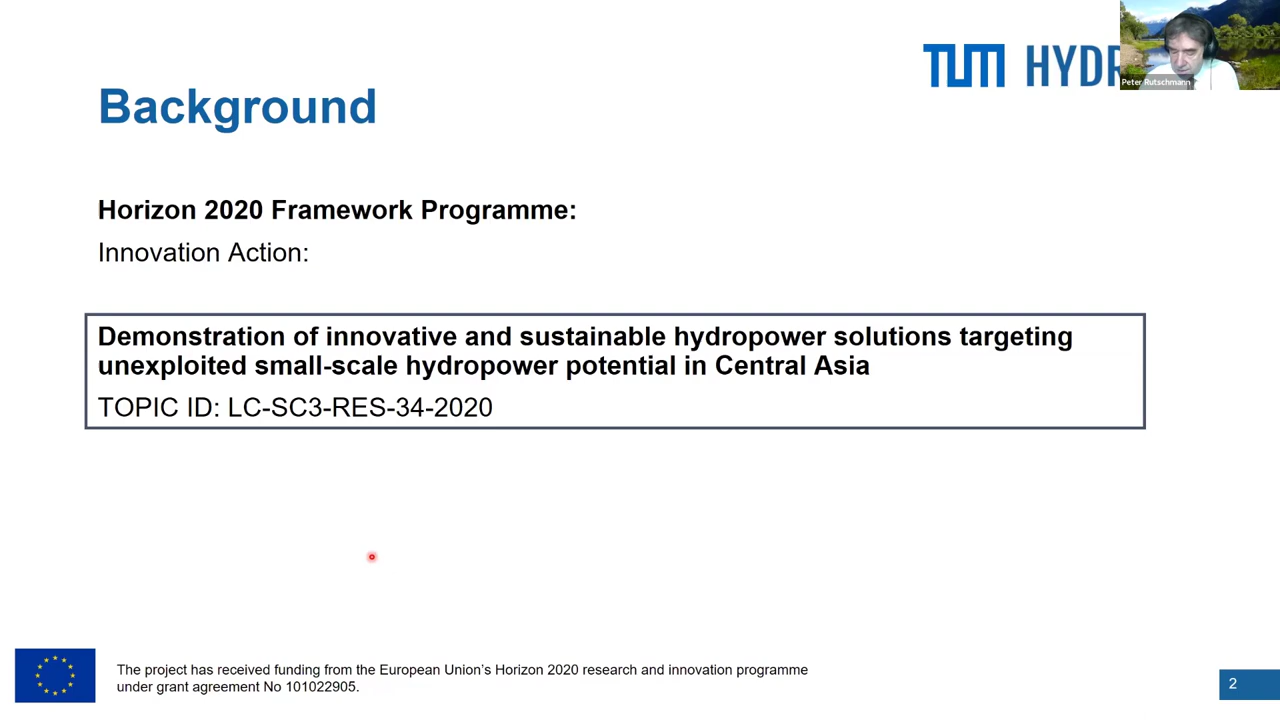 TUM HYDR
Peter Rutschmann
Background
Horizon 2020 Framework Programme:
Innovation Action:
Demonstration of innovative and sustainable hydropower solutions targeting
unexploited small-scale hydropower potential in Central Asia
TOPIC ID: LC-SC3-RES-34-2020
The project has received funding from the European Union’s Horizon 2020 research and innovation programme
under grant agreement No 101022905.
2